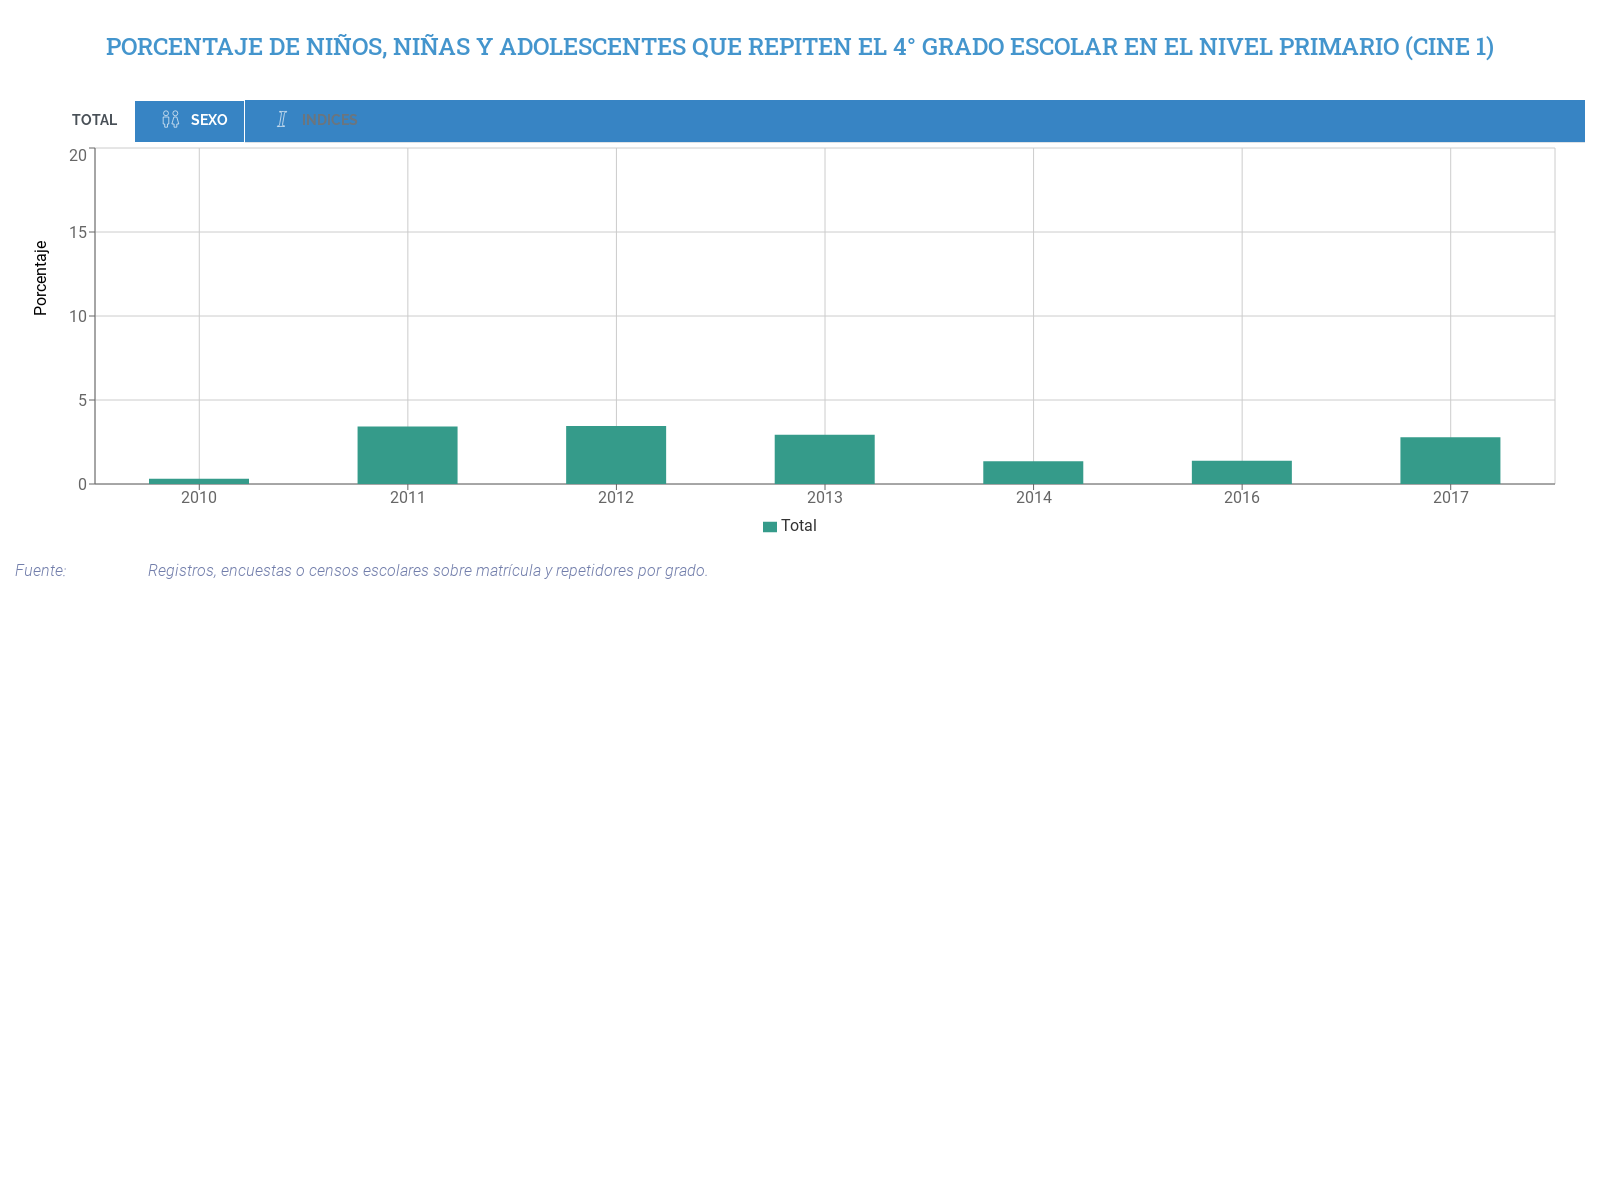 PORCENTAJE DE NIÑOS, NIÑAS Y ADOLESCENTES QUE REPITEN EL 4° GRADO ESCOLAR EN EL NIVEL PRIMARIO (CINE 1)
TOTAL SEXO INDICES
20
15
10
5
0
Porcentaje
2010 2011 2012 2013 2014 2016 2017
Total
Fuente: Registros, encuestas o censos escolares sobre matrícula y repetidores por grado.